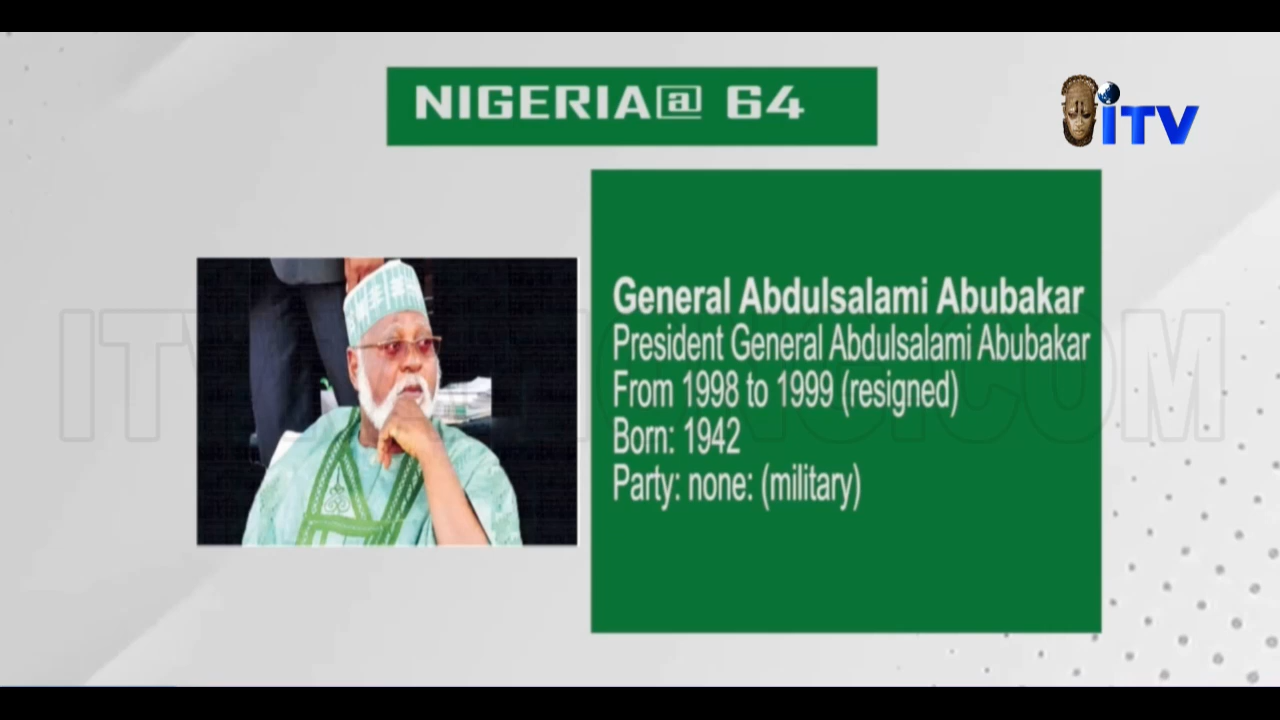 NIGERIA@ 64
iTV
General Abdulsalami Abubakar
President General Abdulsalami Abubakar
From 1998 to 1999 (resigned)
Born: 1942
Party: none: (military)